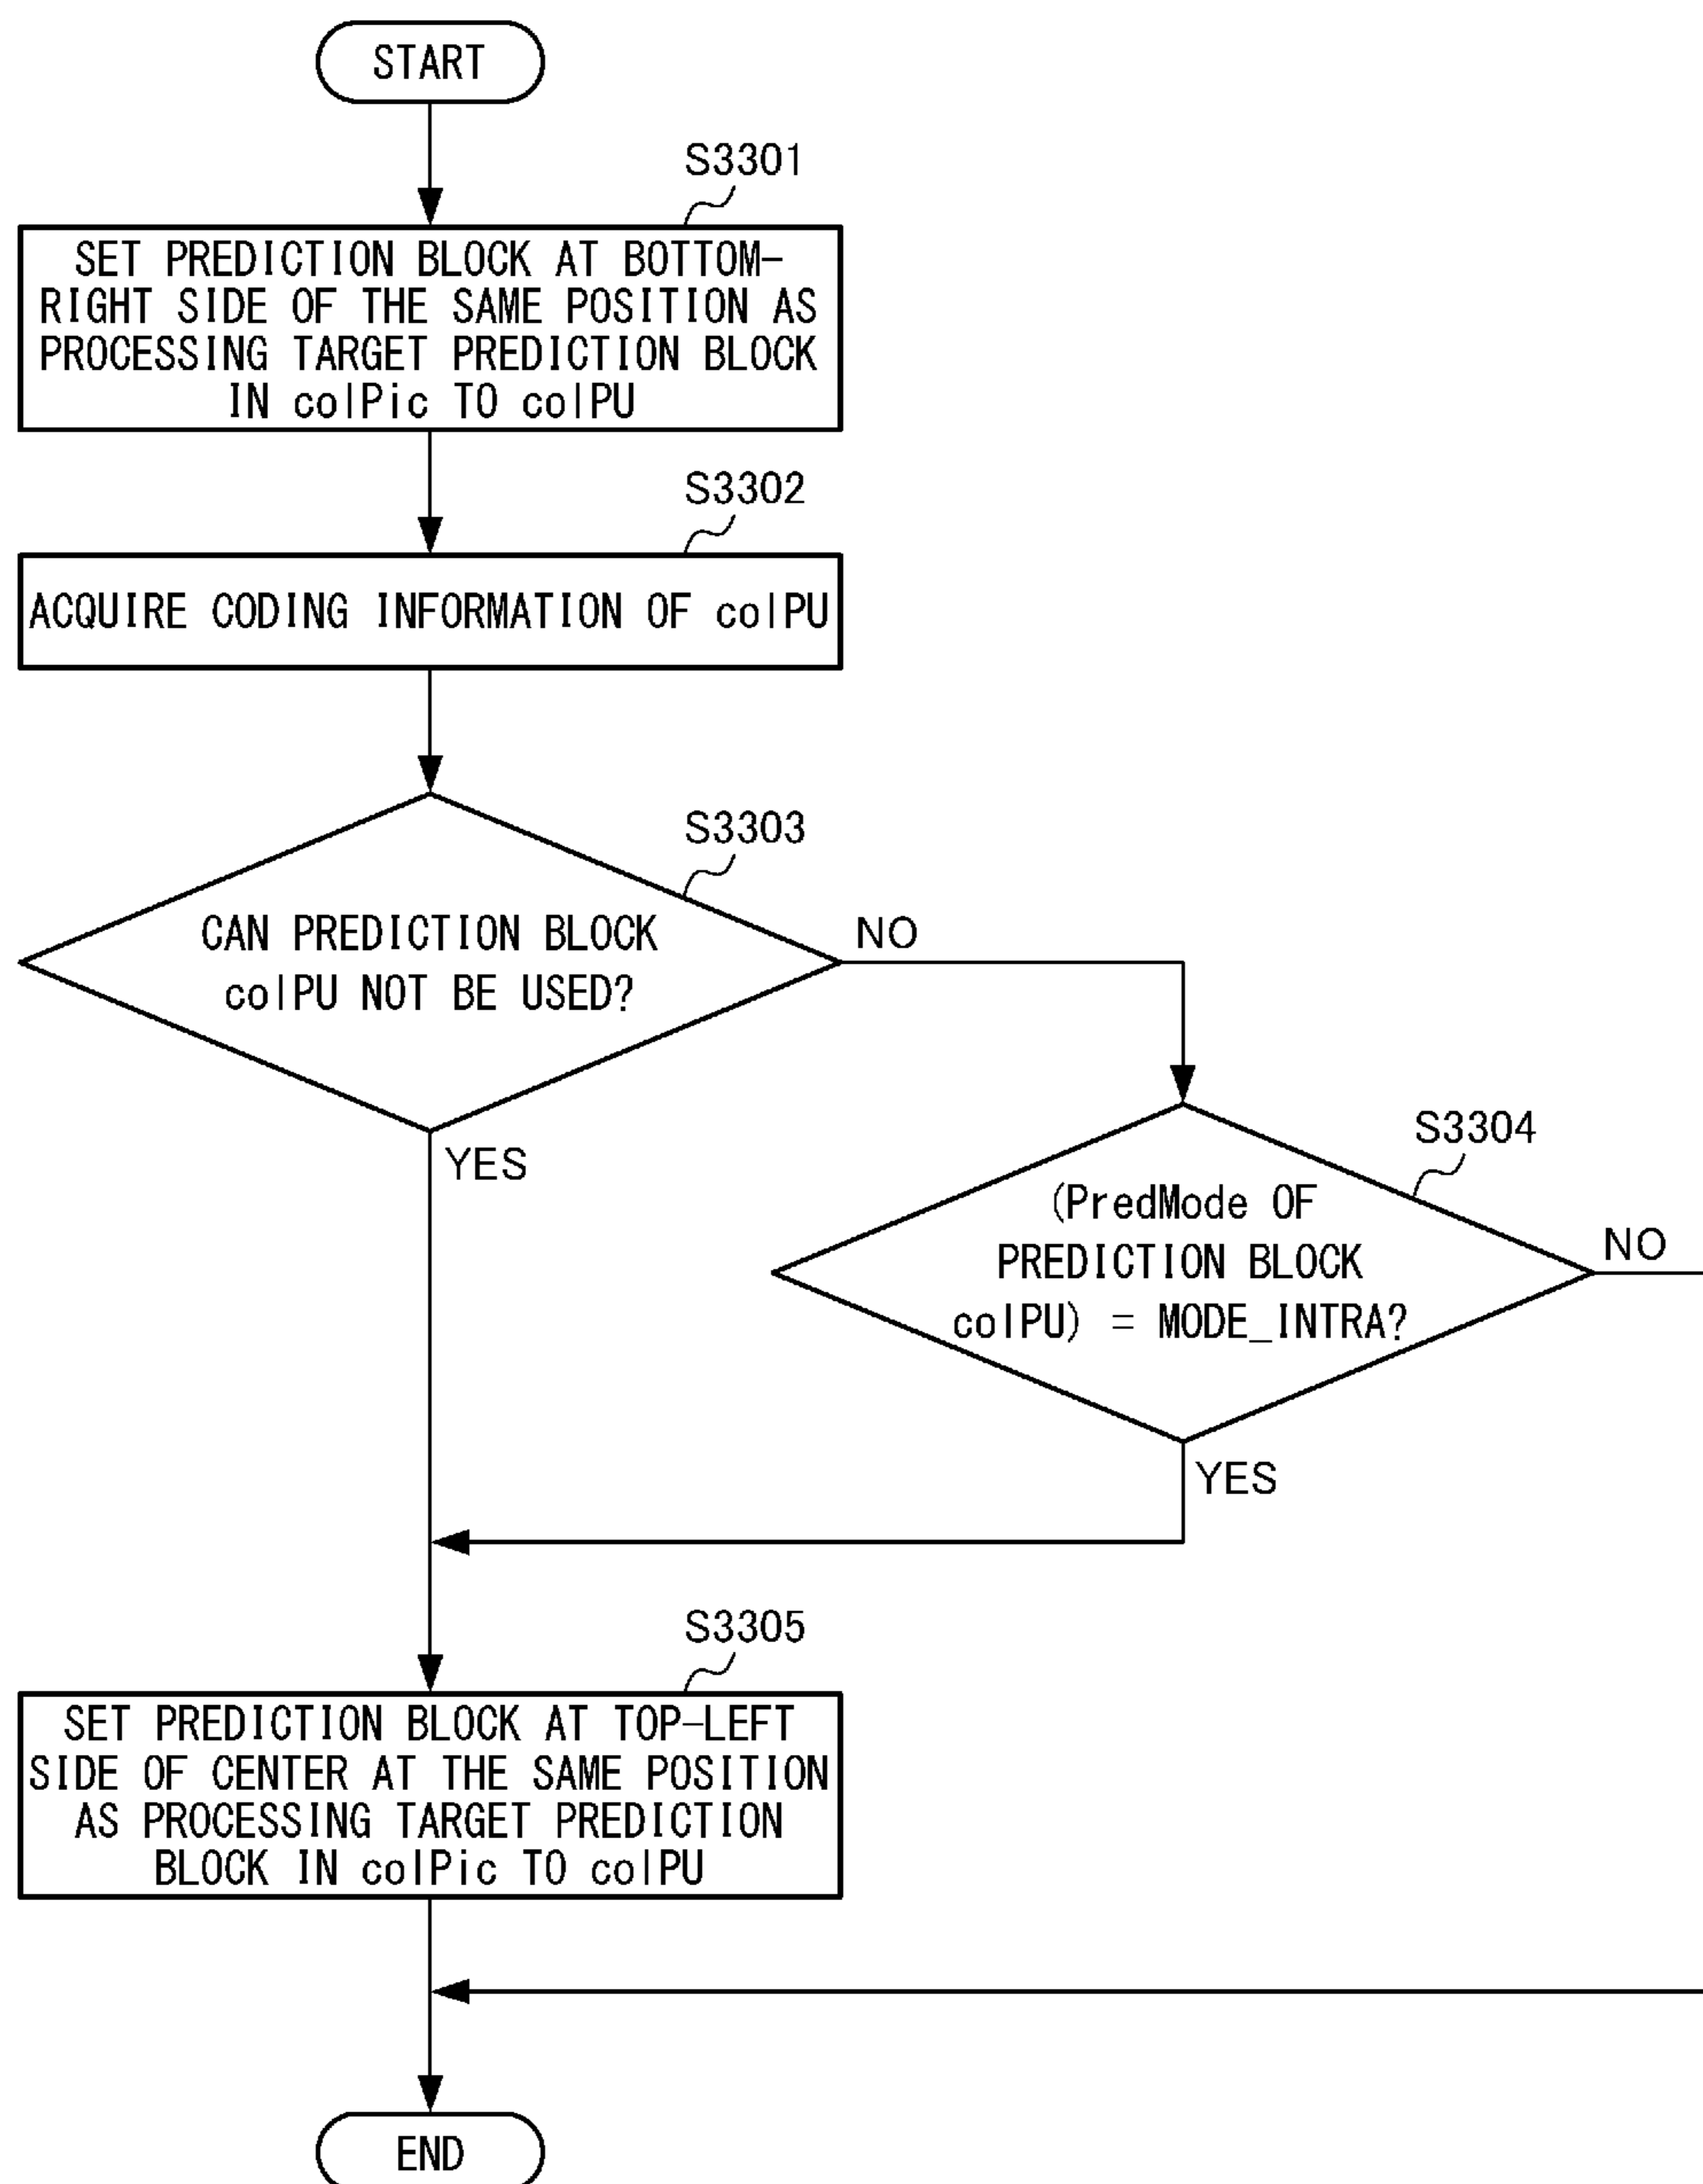 START
S3301
SET PREDICTION BLOCK AT BOTTOM-
RIGHT SIDE OF THE SAME POSITION AS
PROCESSING TARGET PREDICTION BLOCK
IN colPic TO colPU
S3302
ACQUIRE CODING INFORMATION OF colPU
S3303
CAN PREDICTION BLOCK
colPU NOT BE USED?
NO
YES
S3304
(PredMode OF
PREDICTION BLOCK
colPU) = MODE_INTRA?
NO
YES
S3305
SET PREDICTION BLOCK AT TOP-LEFT
SIDE OF CENTER AT THE SAME POSITION
AS PROCESSING TARGET PREDICTION
BLOCK IN colPic TO colPU
END